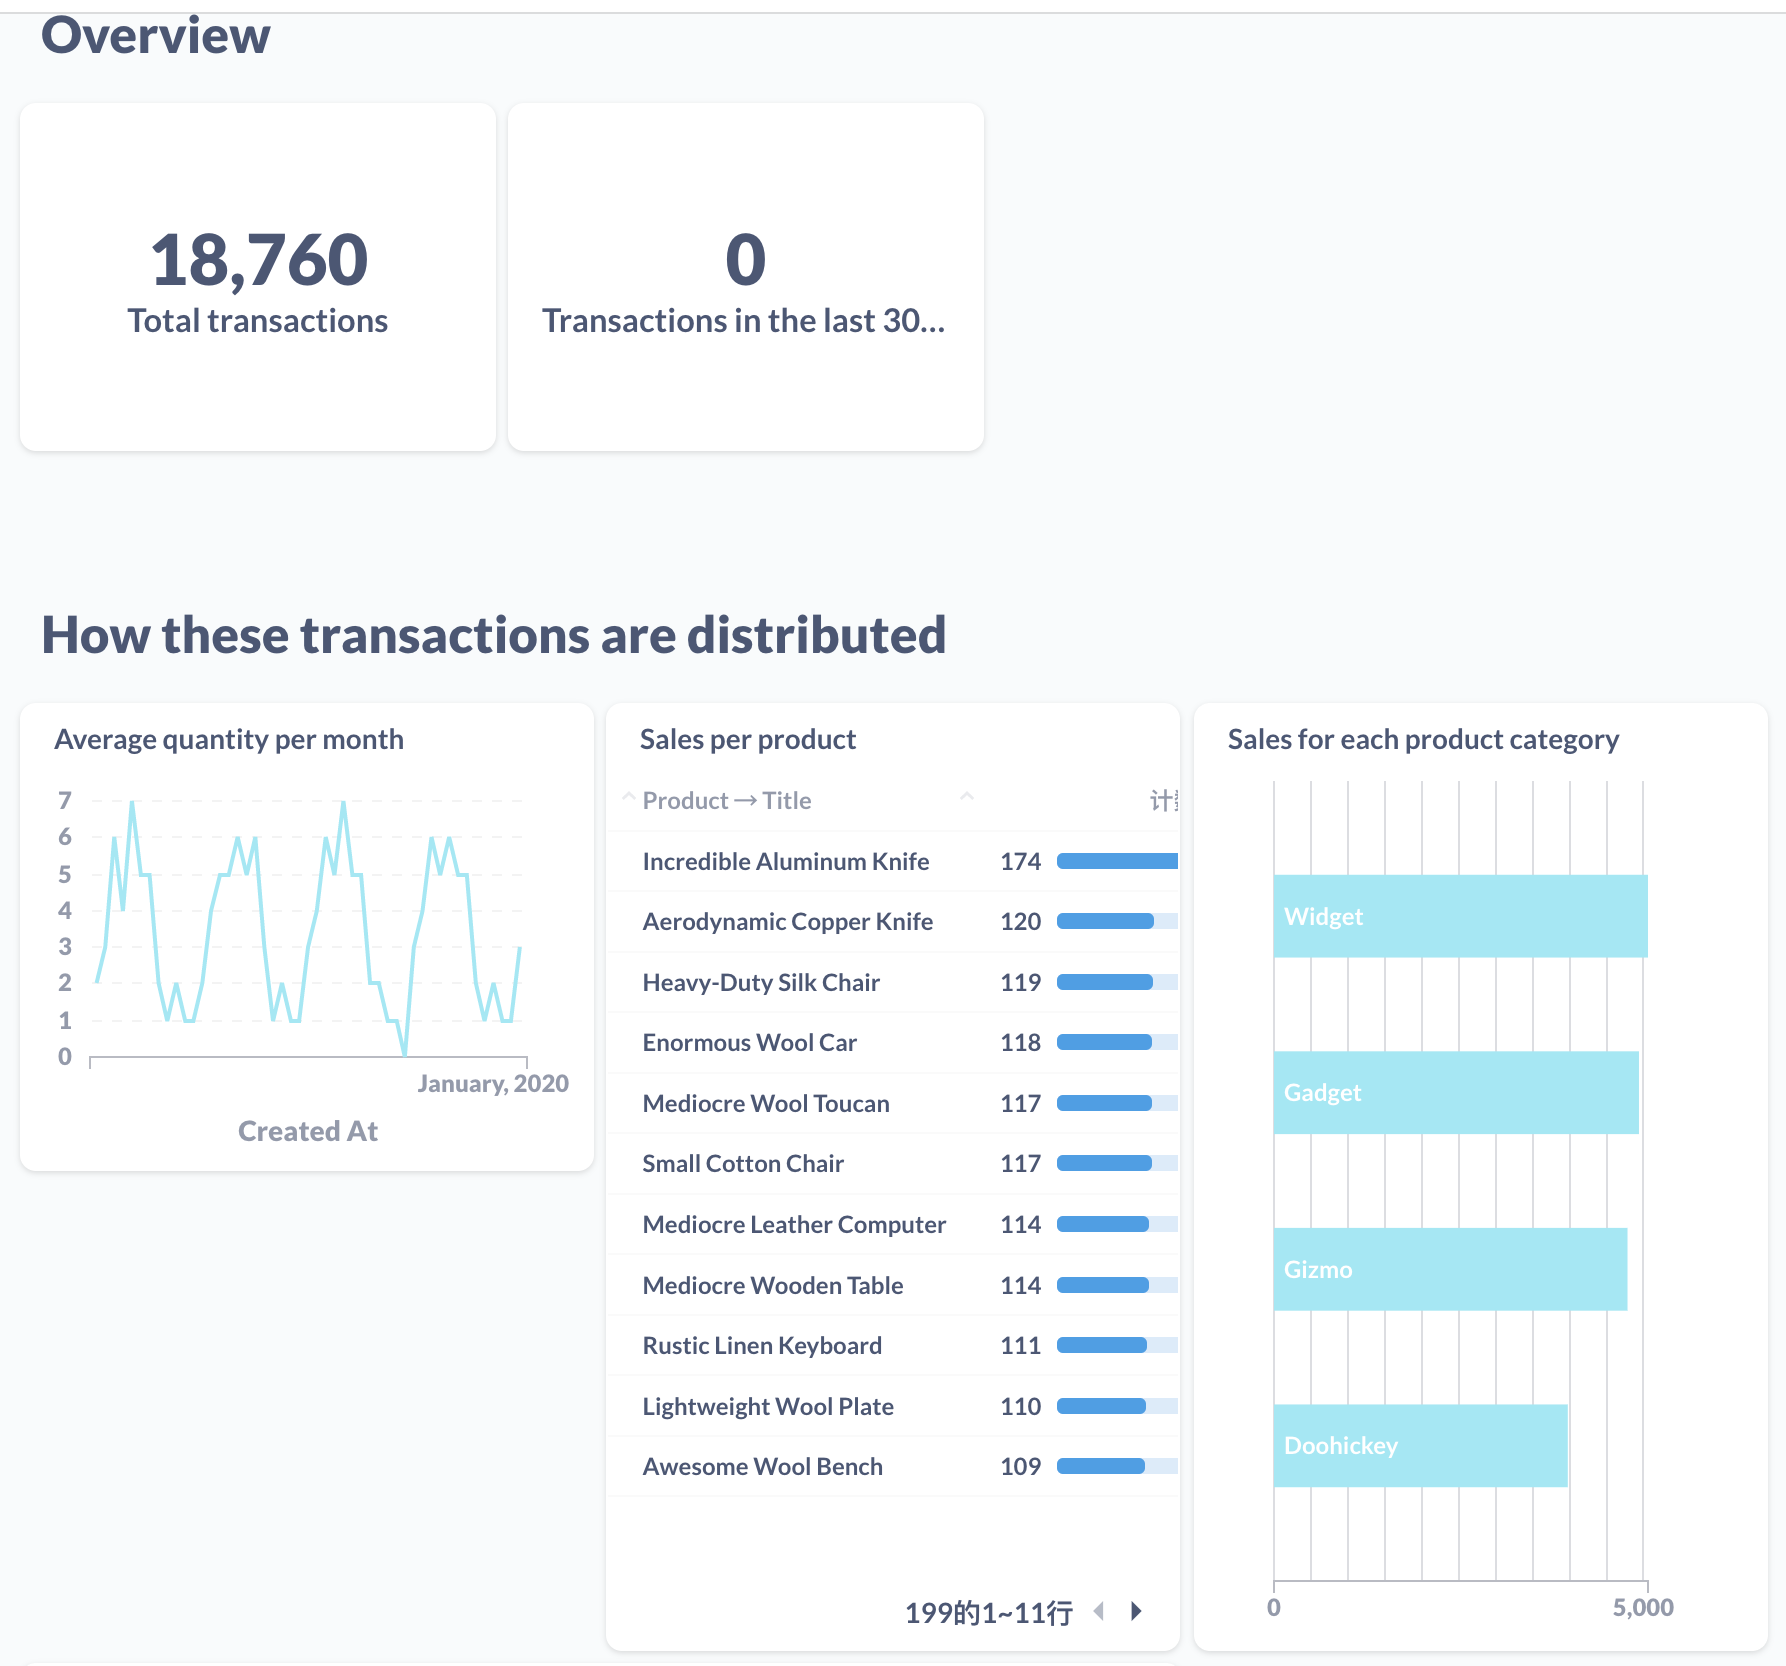 Overview
18,760
Total transactions
0
Transactions in the last 30...
How these transactions are distributed
Average quantity per month
7
6
5
4
3
2
1
0
January, 2020
Created At
Sales per product
Product → Title
计
Incredible Aluminum Knife 174
Aerodynamic Copper Knife 120
Heavy-Duty Silk Chair 119
Enormous Wool Car 118
Mediocre Wool Toucan 117
Small Cotton Chair 117
Mediocre Leather Computer 114
Mediocre Wooden Table 114
Rustic Linen Keyboard 111
Lightweight Wool Plate 110
Awesome Wool Bench 109
199的1~11行
Sales for each product category
Widget
Gadget
Gizmo
Doohickey
0 5,000